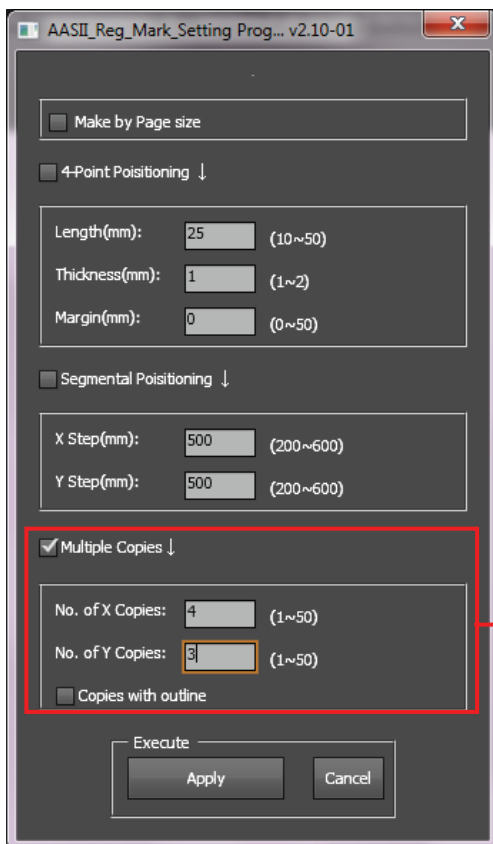 AASII_Reg_Mark_Setting Prog... v2.10-01
Make by Page size
4-Point Poisitioning ↓
Length(mm): 25 (10~50)
Thickness(mm): 1 (1~2)
Margin(mm): 0 (0~50)
Segmental Poisitioning ↓
X Step(mm): 500 (200~600)
Y Step(mm): 500 (200~600)
Multiple Copies ↓
No. of X Copies: 4 (1~50)
No. of Y Copies: 3 (1~50)
Copies with outline
Execute
Apply Cancel